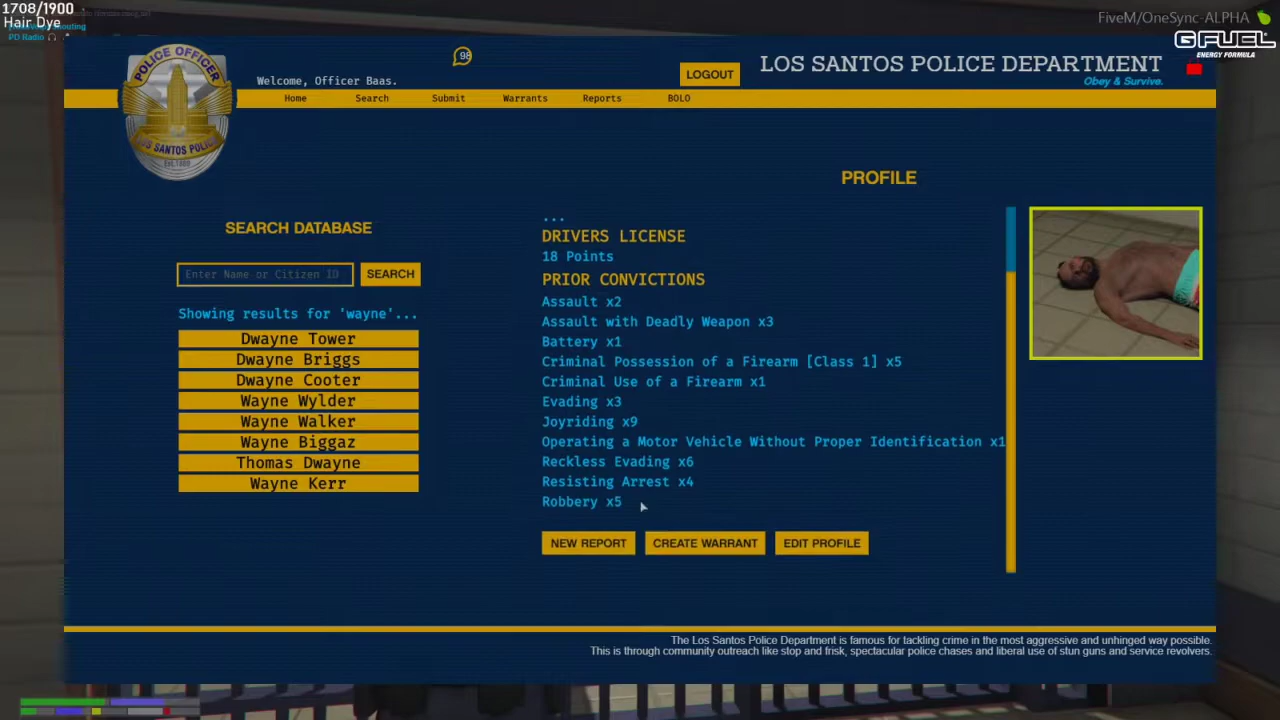 1708/1900
Hair Dye
PD Radio
FiveM/OneSync-ALPHA
G FUEL
ENERGY FORMULA
POLICE OFFICER
LOS SANTOS POLICE
98
Welcome, Officer Baas.
LOGOUT
LOS SANTOS POLICE DEPARTMENT
Obey & Survive.
Home Search Submit Warrants Reports BOLO
PROFILE
SEARCH DATABASE
Enter Name or Citizen ID
SEARCH
Showing results for 'wayne'...
Dwayne Tower
Dwayne Briggs
Dwayne Cooter
Wayne Wylder
Wayne Walker
Wayne Biggaz
Thomas Dwayne
Wayne Kerr
...
DRIVERS LICENSE
18 Points
PRIOR CONVICTIONS
Assault x2
Assault with Deadly Weapon x3
Battery x1
Criminal Possession of a Firearm [Class 1] x5
Criminal Use of a Firearm x1
Evading x3
Joyriding x9
Operating a Motor Vehicle Without Proper Identification x1
Reckless Evading x6
Resisting Arrest x4
Robbery x5
NEW REPORT CREATE WARRANT EDIT PROFILE
The Los Santos Police Department is famous for tackling crime in the most aggressive and unhinged way possible.
This is through community outreach like stop and frisk, spectacular police chases and liberal use of stun guns and service revolvers.